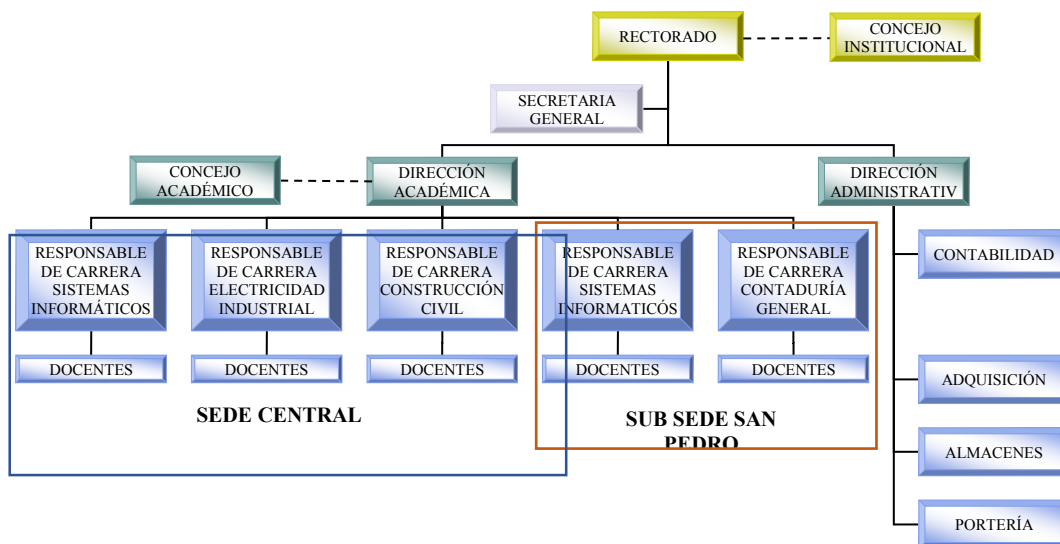 RECTORADO
CONCEJO
INSTITUCIONAL
SECRETARIA
GENERAL
CONCEJO
ACADÉMICO
DIRECCIÓN
ACADÉMICA
DIRECCIÓN
ADMINISTRATIV
RESPONSABLE
DE CARRERA
SISTEMAS
INFORMÁTICOS
RESPONSABLE
DE CARRERA
ELECTRICIDAD
INDUSTRIAL
RESPONSABLE
DE CARRERA
CONSTRUCCIÓN
CIVIL
RESPONSABLE
DE CARRERA
SISTEMAS
INFORMATICÓS
RESPONSABLE
DE CARRERA
CONTADURÍA
GENERAL
CONTABILIDAD
DOCENTES
DOCENTES
DOCENTES
DOCENTES
DOCENTES
ADQUISICIÓN
SEDE CENTRAL
SUB SEDE SAN
PEDRO
ALMACENES
PORTERÍA